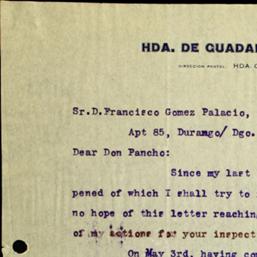 HDA. DE GUADA
DIRECCION POSTAL: HDA.
Sr.D.Francisco Gomez Palacio,
Apt 85, Durango/ Dgo.
Dear Don Pancho:
Since my last
pened of which I shall try to
no hope of this letter reachin
of my actions for your inspect
On May 3rd, having co